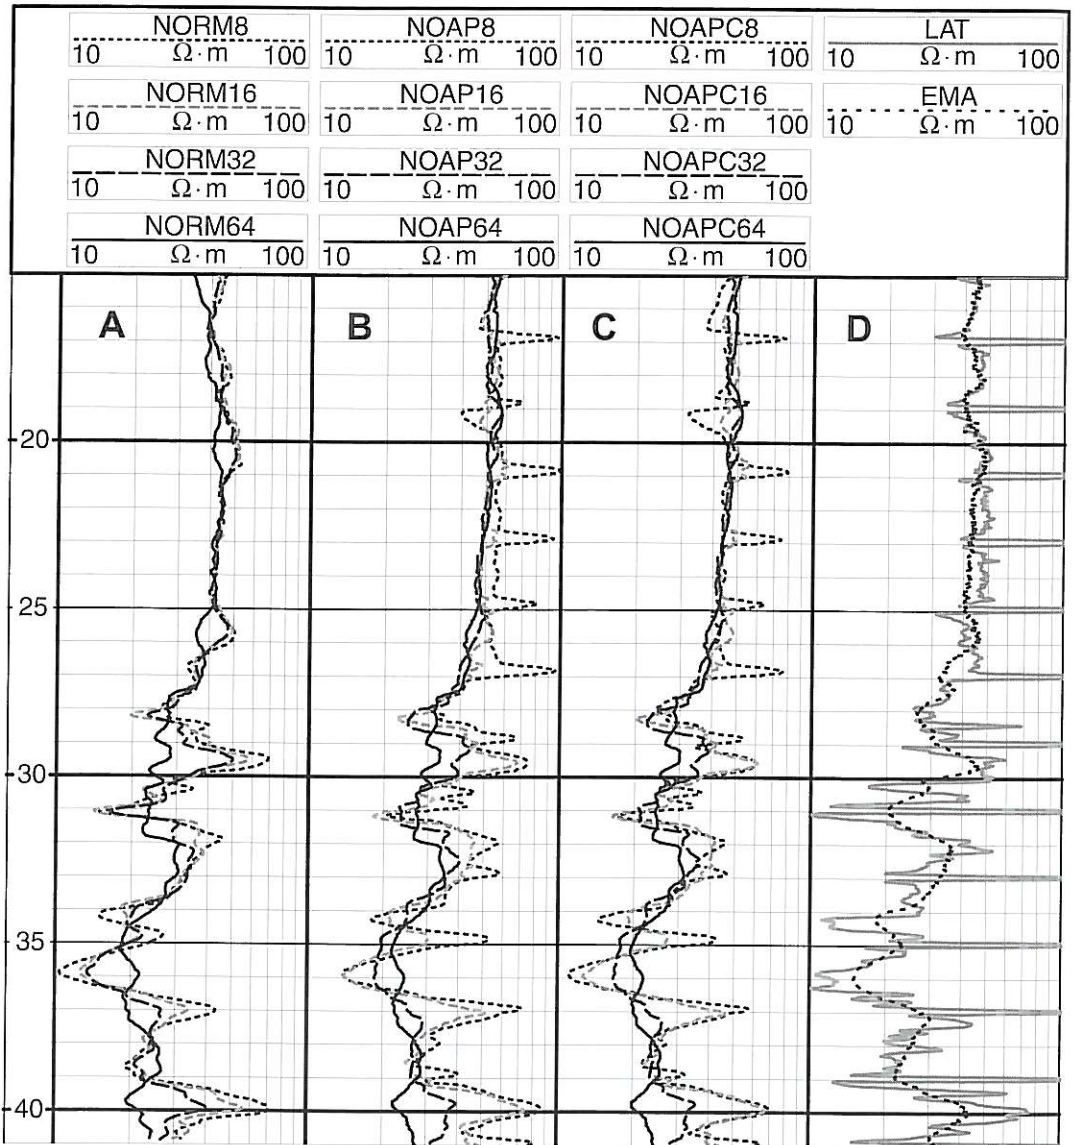 NORM8 NOAP8 NOAPC8 LAT
10 Ω·m 100 10 Ω·m 100 10 Ω·m 100 10 Ω·m 100
NORM16 NOAP16 NOAPC16 EMA
10 Ω·m 100 10 Ω·m 100 10 Ω·m 100 10 Ω·m 100
NORM32 NOAP32 NOAPC32
10 Ω·m 100 10 Ω·m 100 10 Ω·m 100
NORM64 NOAP64 NOAPC64
10 Ω·m 100 10 Ω·m 100 10 Ω·m 100
A B C D
20
25
30
35
40